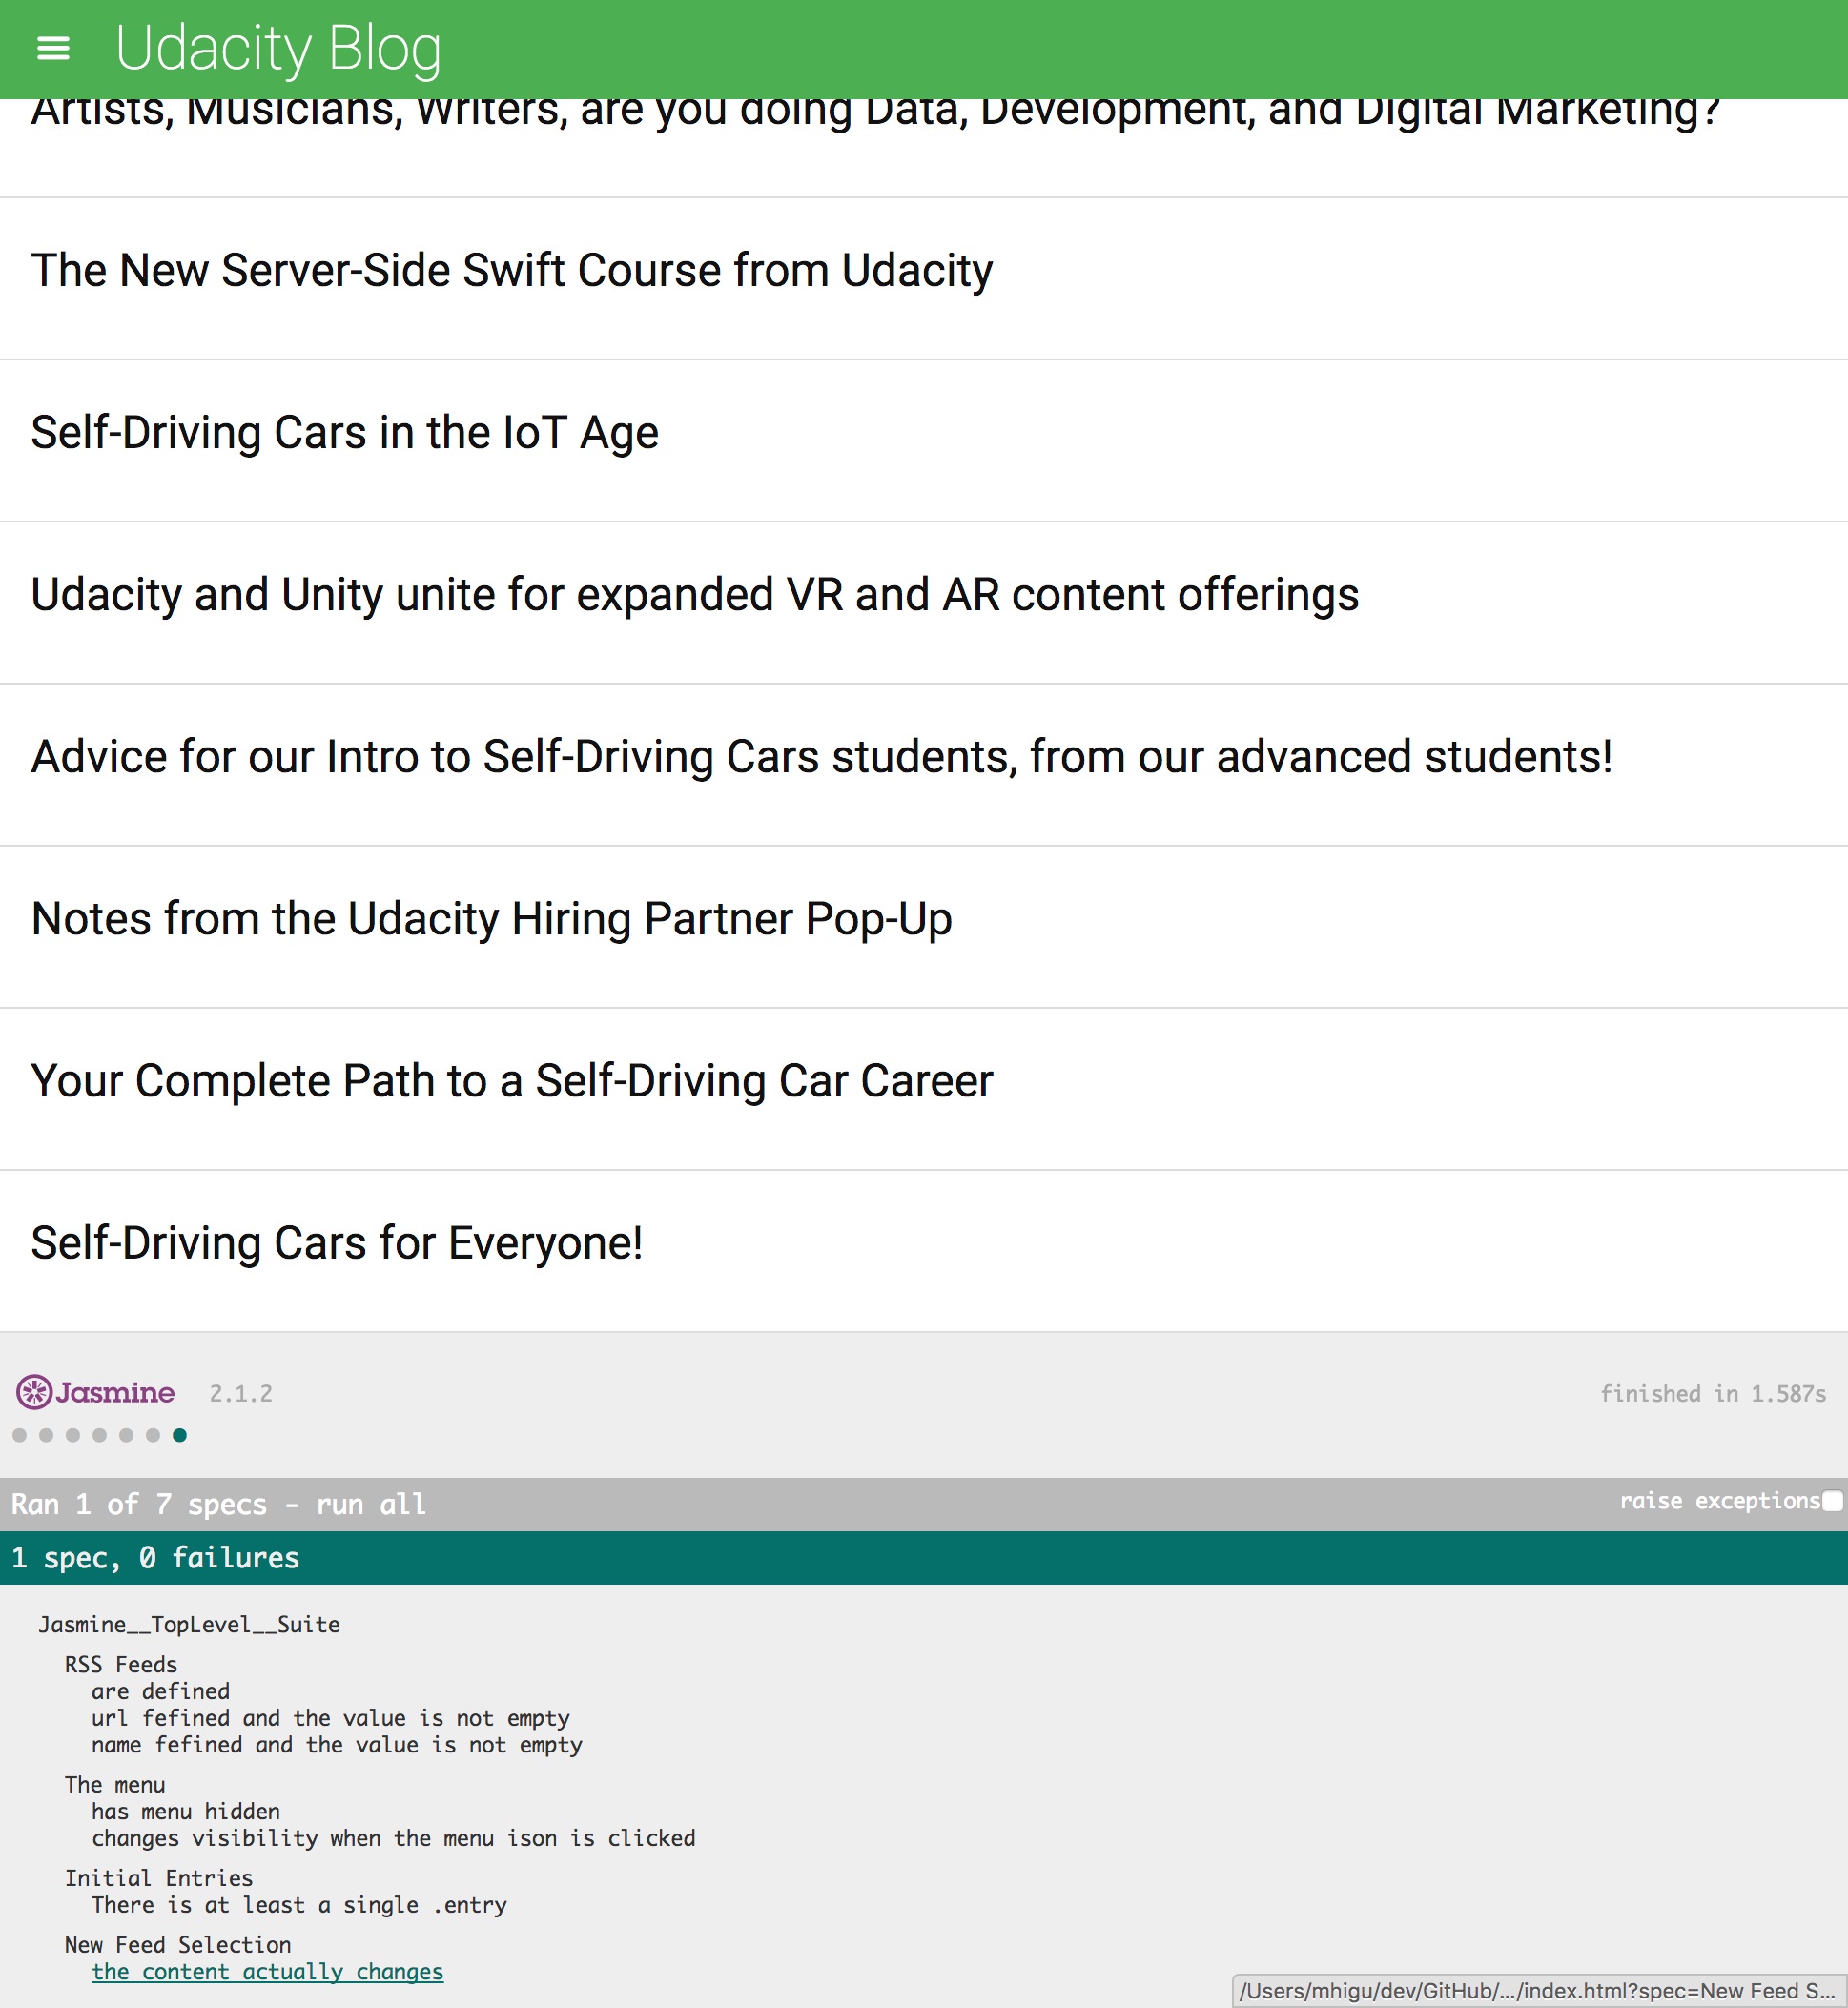 Udacity Blog
Artists, Musicians, Writers, are you doing Data, Development, and Digital Marketing?
The New Server-Side Swift Course from Udacity
Self-Driving Cars in the IoT Age
Udacity and Unity unite for expanded VR and AR content offerings
Advice for our Intro to Self-Driving Cars students, from our advanced students!
Notes from the Udacity Hiring Partner Pop-Up
Your Complete Path to a Self-Driving Car Career
Self-Driving Cars for Everyone!
Jasmine 2.1.2 finished in 1.587s
Ran 1 of 7 specs - run all raise exceptions
1 spec, 0 failures
Jasmine__TopLevel__Suite
RSS Feeds
are defined
url fefined and the value is not empty
name fefined and the value is not empty
The menu
has menu hidden
changes visibility when the menu ison is clicked
Initial Entries
There is at least a single .entry
New Feed Selection
the content actually changes
/Users/mhigu/dev/GitHub/.../index.html?spec=New Feed S...